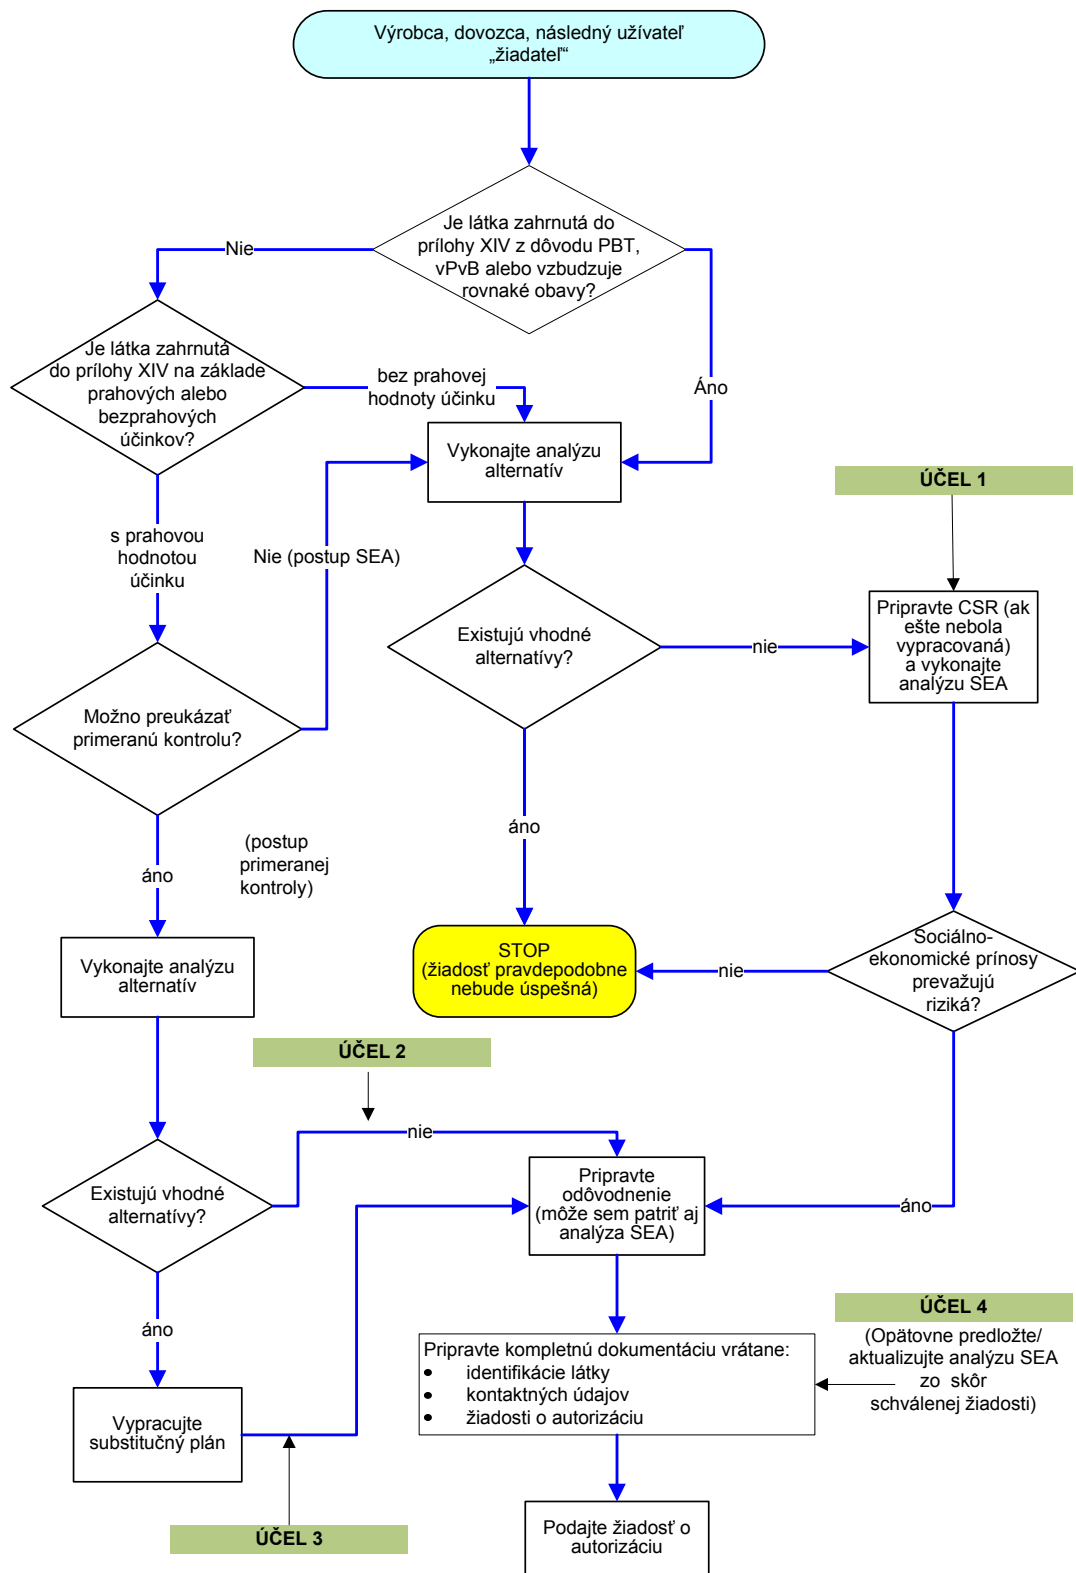 Výrobca, dovozca, následný užívateľ
„žiadateľ“
Je látka zahrnutá do
prílohy XIV z dôvodu PBT,
vPvB alebo vzbudzuje
rovnaké obavy?
Nie
Áno
Je látka zahrnutá
do prílohy XIV na základe
prahových alebo
bezprahových
účinkov?
bez prahovej
hodnoty účinku
Vykonajte analýzu
alternatív
ÚČEL 1
s prahovou
hodnotou
účinku
Nie (postup SEA)
Existujú vhodné
alternatívy?
nie
Pripravte CSR (ak
ešte nebola
vypracovaná)
a vykonajte
analýzu SEA
Možno preukázať
primeranú kontrolu?
áno
(postup
primeranej
kontroly)
áno
Vykonajte analýzu
alternatív
STOP
(žiadosť pravdepodobne
nebude úspešná)
nie
Sociálno-
ekonomické prínosy
prevažujú
riziká?
ÚČEL 2
nie
Existujú vhodné
alternatívy?
Pripravte
odôvodnenie
(môže sem patriť aj
analýza SEA)
áno
áno
ÚČEL 4
(Opätovne predložte/
aktualizujte analýzu SEA
zo skôr
schválenej žiadosti)
Pripravte kompletnú dokumentáciu vrátane:
• identifikácie látky
• kontaktných údajov
• žiadosti o autorizáciu
Vypracujte
substitučný plán
ÚČEL 3
Podajte žiadosť o
autorizáciu